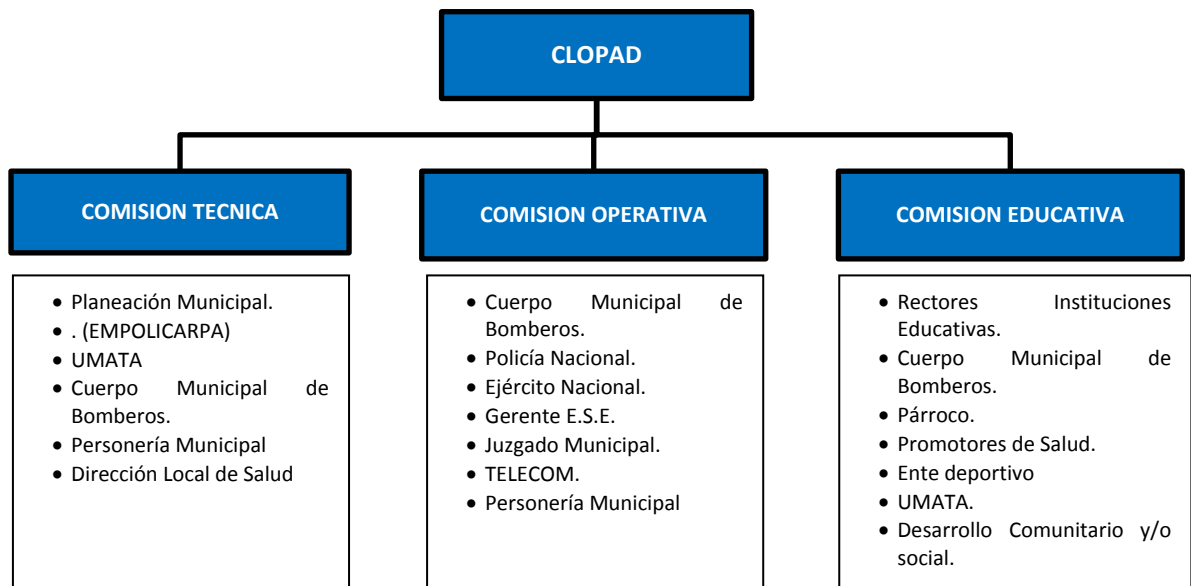 CLOPAD
COMISION TECNICA
COMISION OPERATIVA
COMISION EDUCATIVA
• Planeación Municipal.
• . (EMPOLICARPA)
• UMATA
• Cuerpo Municipal de
Bomberos.
• Personería Municipal
• Dirección Local de Salud
• Cuerpo Municipal de
Bomberos.
• Policía Nacional.
• Ejército Nacional.
• Gerente E.S.E.
• Juzgado Municipal.
• TELECOM.
• Personería Municipal
• Rectores Instituciones
Educativas.
• Cuerpo Municipal de
Bomberos.
• Párroco.
• Promotores de Salud.
• Ente deportivo
• UMATA.
• Desarrollo Comunitario y/o
social.